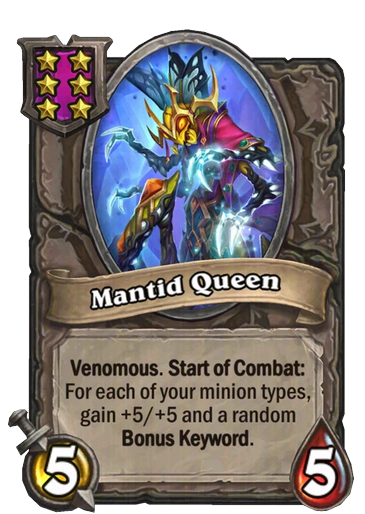 Mantid Queen
Venomous. Start of Combat:
For each of your minion types,
gain +5/+5 and a random
Bonus Keyword.
5
5